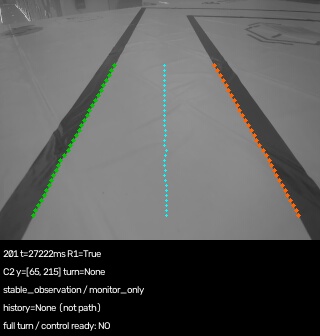 201 t=27222ms R1=True
C2 y=[65, 215] turn=None
stable_observation / monitor_only
history=None (not path)
full turn / control ready: NO